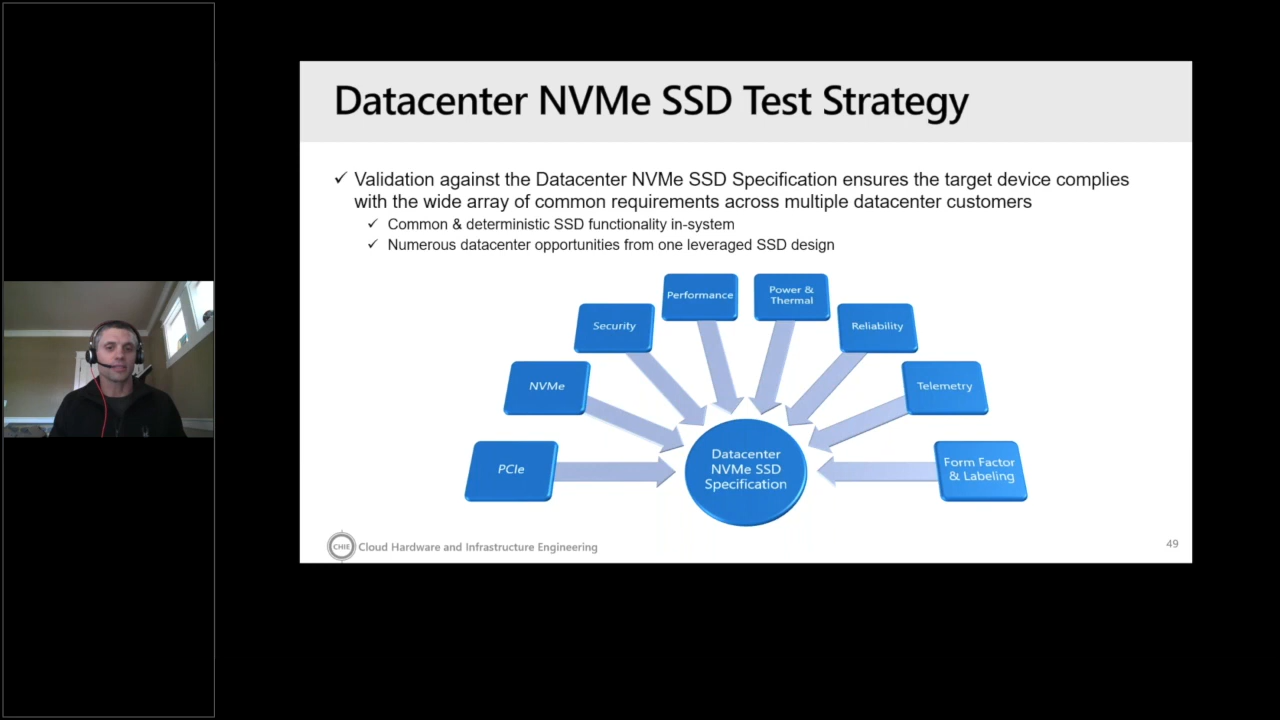 Datacenter NVMe SSD Test Strategy
✓ Validation against the Datacenter NVMe SSD Specification ensures the target device complies
with the wide array of common requirements across multiple datacenter customers
✓ Common & deterministic SSD functionality in-system
✓ Numerous datacenter opportunities from one leveraged SSD design
Performance
Power &
Thermal
Security
Reliability
NVMe
Telemetry
PCIe
Datacenter
NVMe SSD
Specification
Form Factor
& Labeling
CHIE
Cloud Hardware and Infrastructure Engineering
49